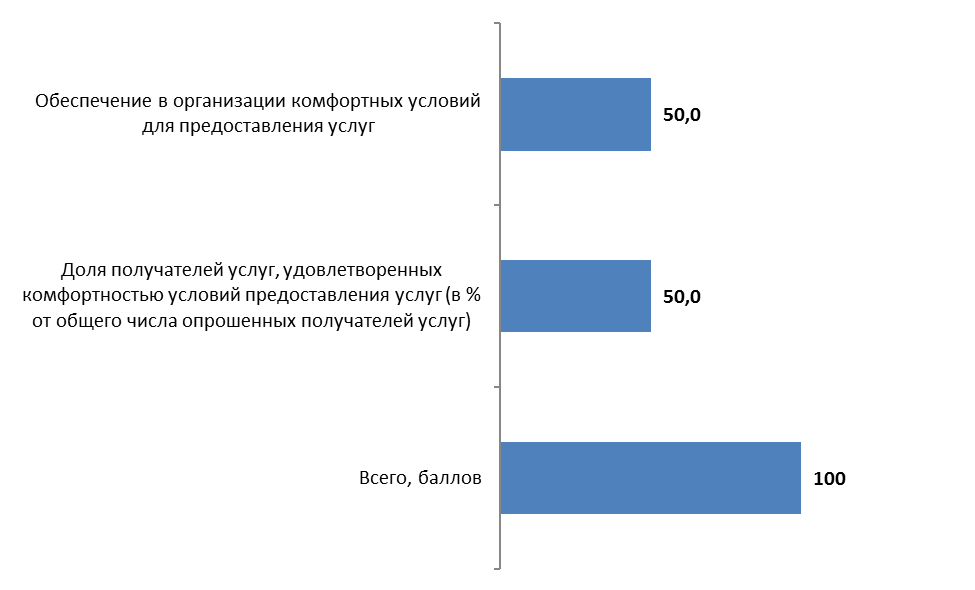 Обеспечение в организации комфортных условий
для предоставления услуг
50,0
Доля получателей услуг, удовлетворенных
комфортностью условий предоставления услуг (в %
от общего числа опрошенных получателей услуг)
50,0
Всего, баллов
100